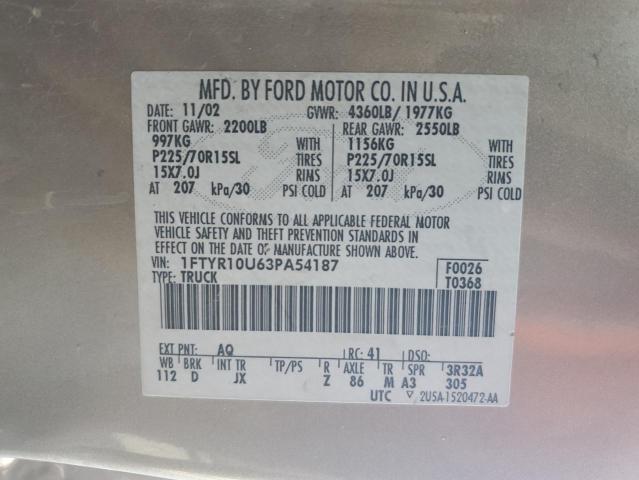 MFD. BY FORD MOTOR CO. IN U.S.A.
DATE: 11/02 GVWR: 4360LB/ 1977KG
FRONT GAWR: 2200LB REAR GAWR: 2550LB
997KG 1156KG
P225/70R15SL TIRES P225/70R15SL TIRES
15X7.0J RIMS 15X7.0J RIMS
AT 207 kPa/30 PSI COLD AT 207 kPa/30 PSI COLD
THIS VEHICLE CONFORMS TO ALL APPLICABLE FEDERAL MOTOR
VEHICLE SAFETY AND THEFT PREVENTION STANDARDS IN
EFFECT ON THE DATE OF MANUFACTURE SHOWN ABOVE.
VIN: 1FTYR10U63PA54187 F0026
TYPE: TRUCK T0368
EXT PNT: AQ RC: 41 DSO:
WB BRK INT TR TP/PS R AXLE TR SPR 3R32A
112 D JX Z 86 M A3 305
UTC ▽ 2USA-1520472-AA